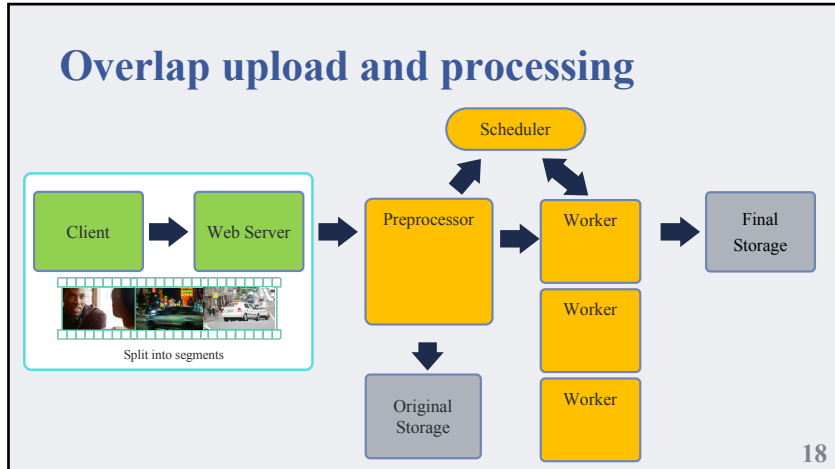 Overlap upload and processing
Scheduler
Client
Web Server
Preprocessor
Worker
Final
Storage
Worker
Split into segments
Original
Storage
Worker
18